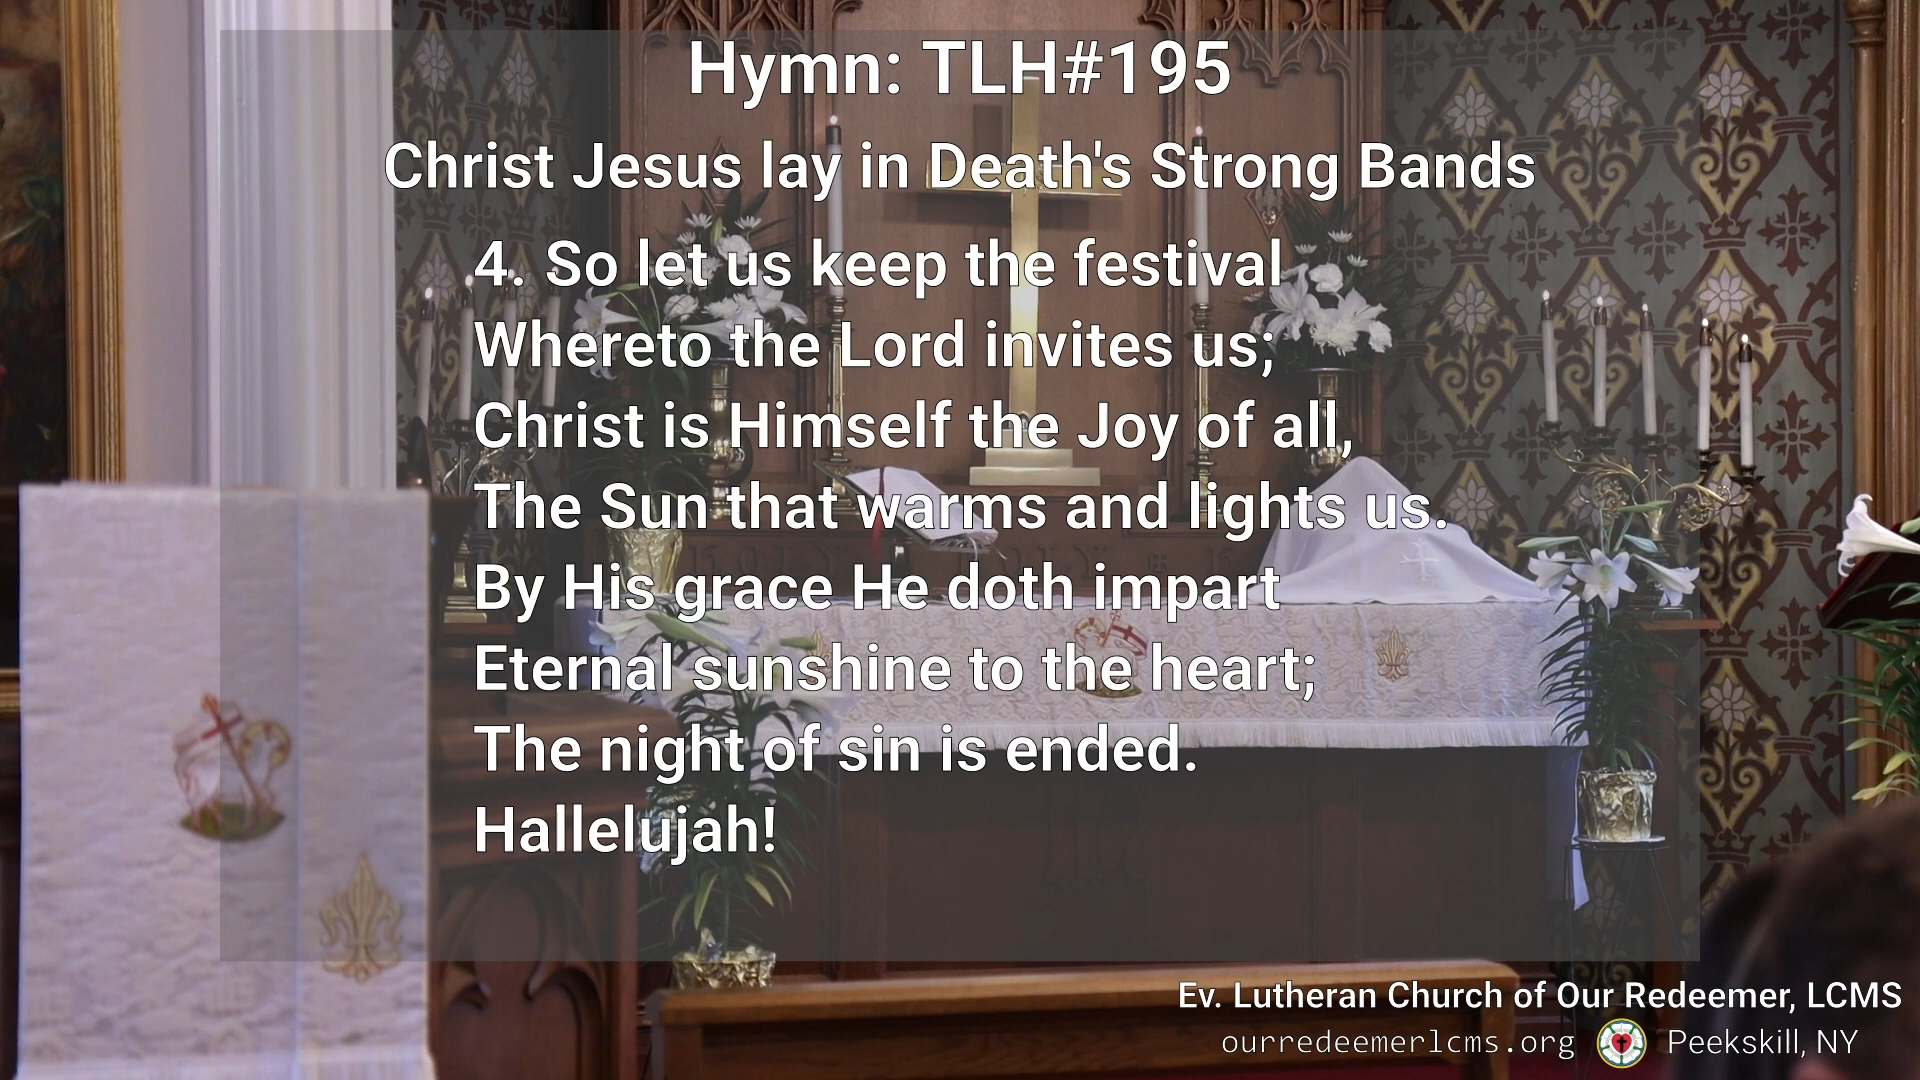 Hymn: TLH#195
Christ Jesus lay in Death's Strong Bands
4. So let us keep the festival
Whereto the Lord invites us;
Christ is Himself the Joy of all,
The Sun that warms and lights us.
By His grace He doth impart
Eternal sunshine to the heart;
The night of sin is ended.
Hallelujah!
Ev. Lutheran Church of Our Redeemer, LCMS
ourredeemerlcms.org Peekskill, NY